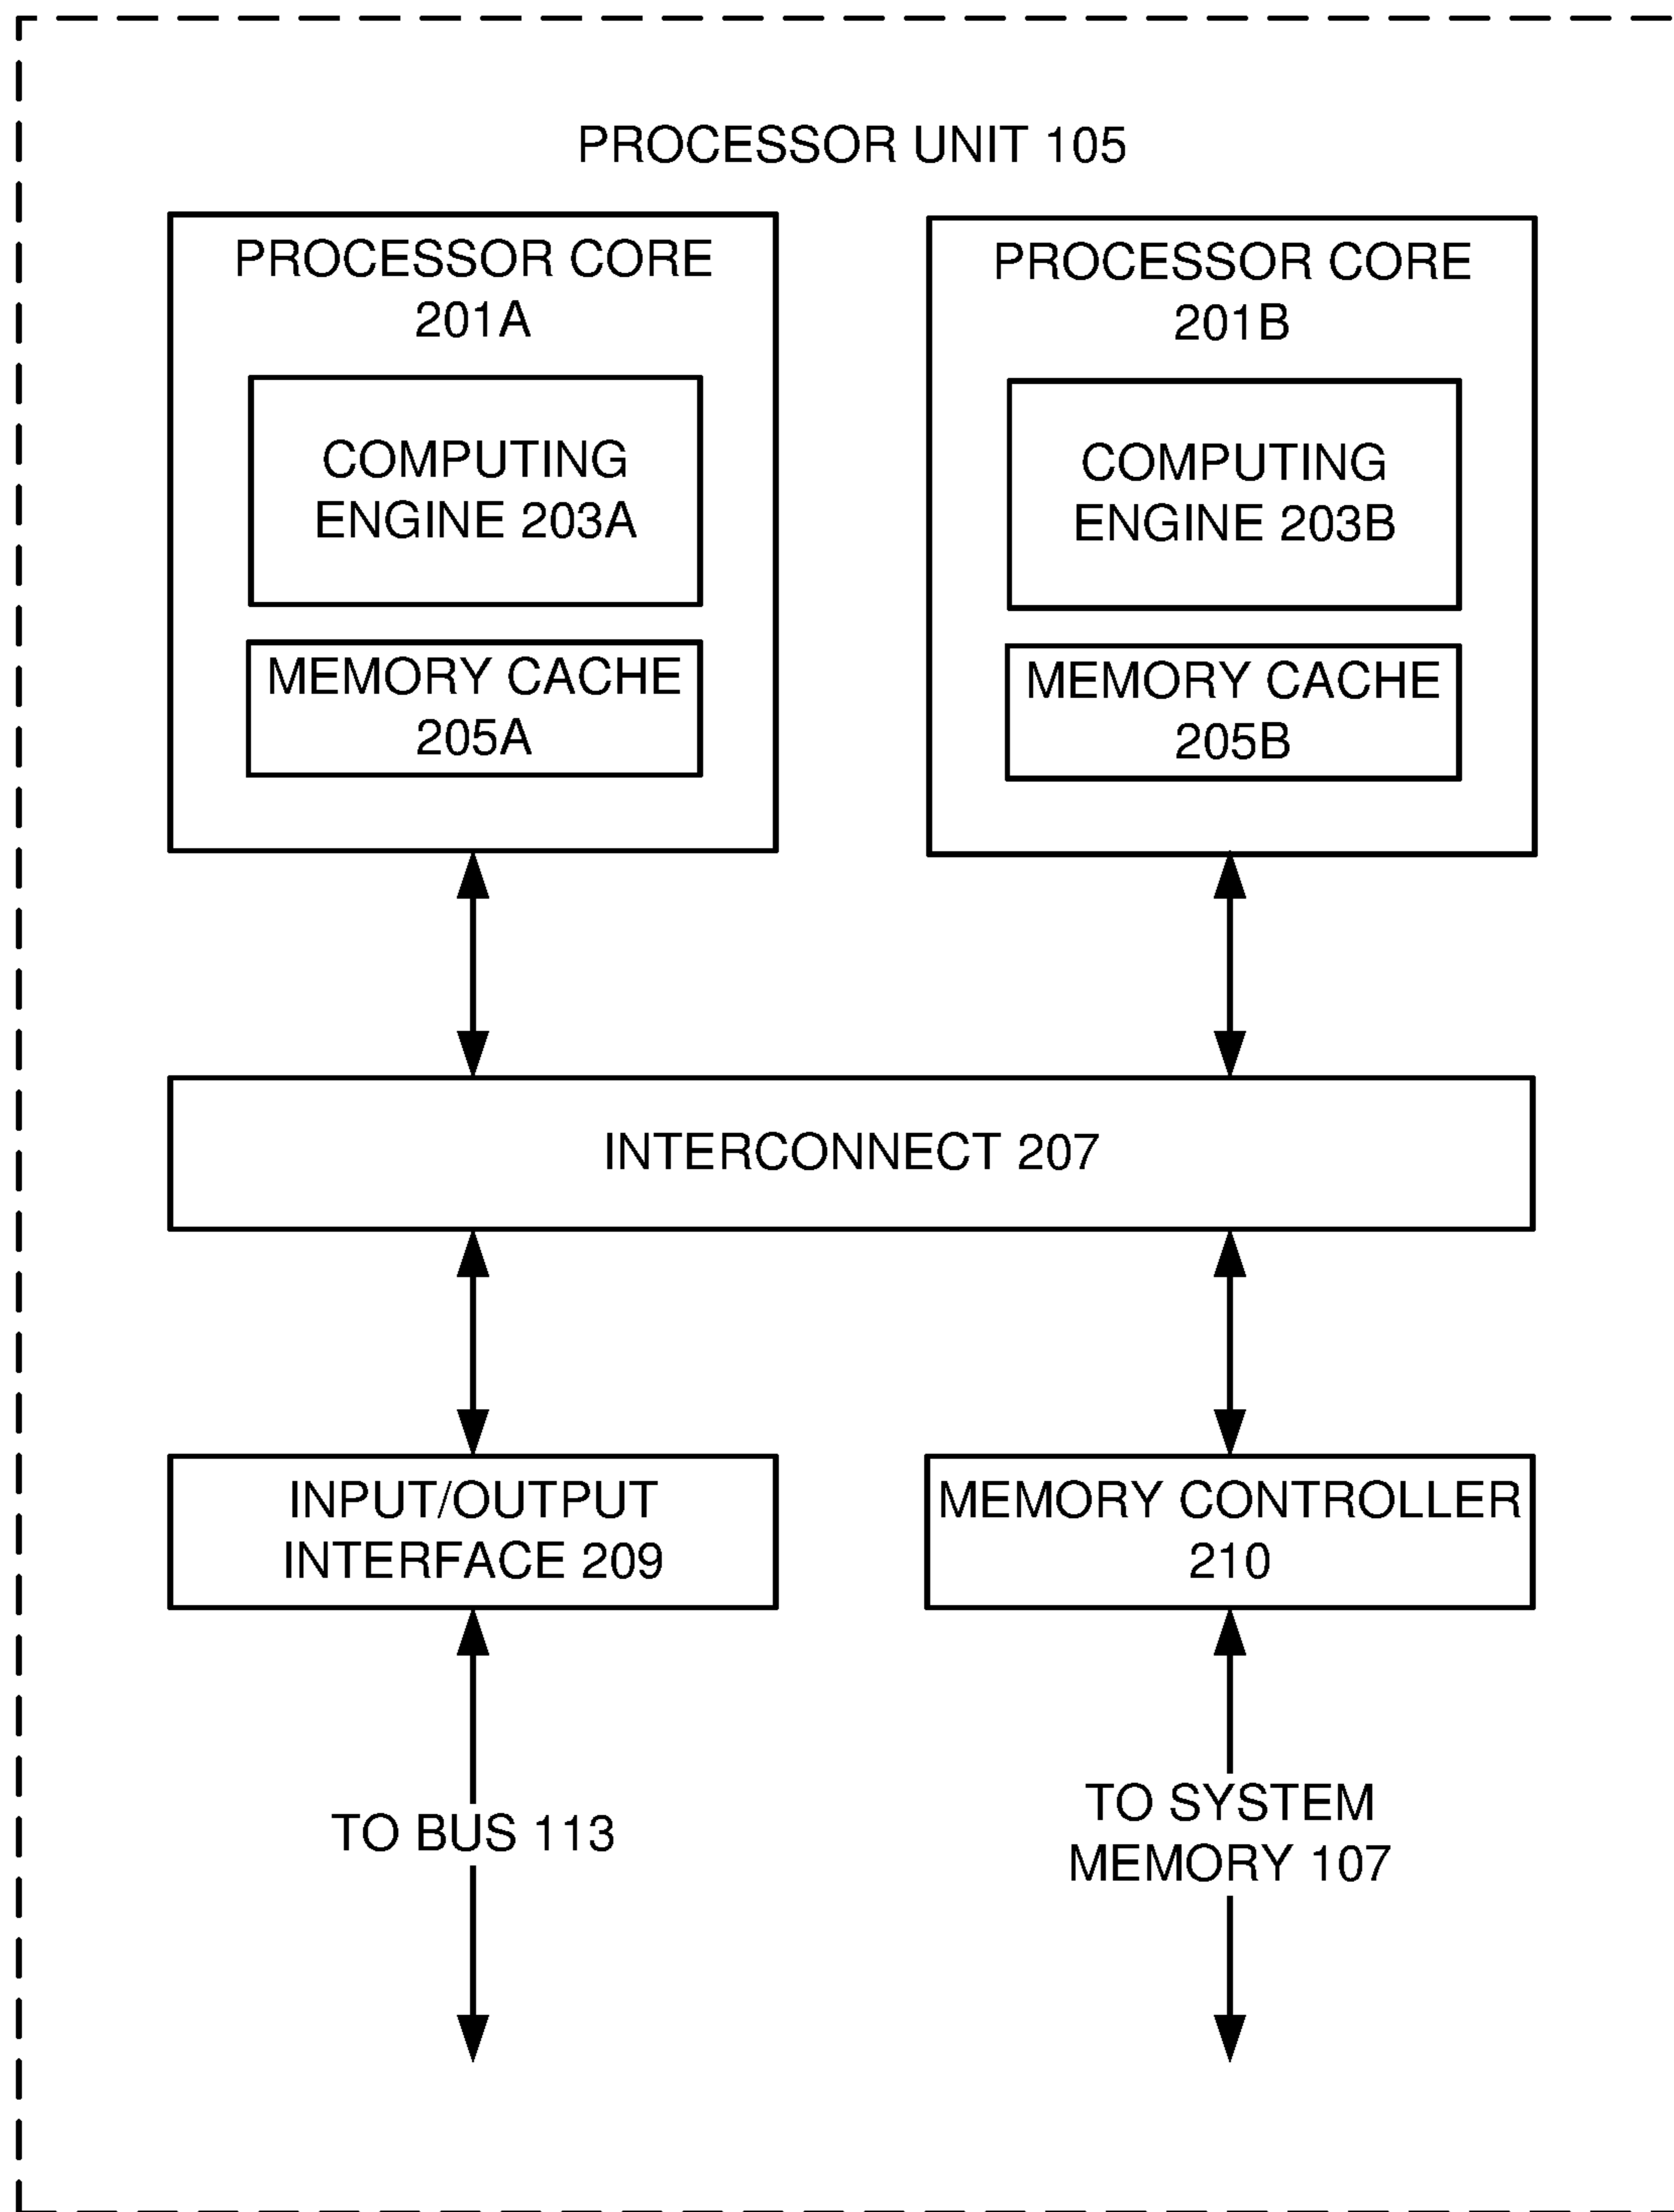 PROCESSOR UNIT 105
PROCESSOR CORE
201A
COMPUTING
ENGINE 203A
MEMORY CACHE
205A
PROCESSOR CORE
201B
COMPUTING
ENGINE 203B
MEMORY CACHE
205B
INTERCONNECT 207
INPUT/OUTPUT
INTERFACE 209
MEMORY CONTROLLER
210
TO BUS 113
TO SYSTEM
MEMORY 107